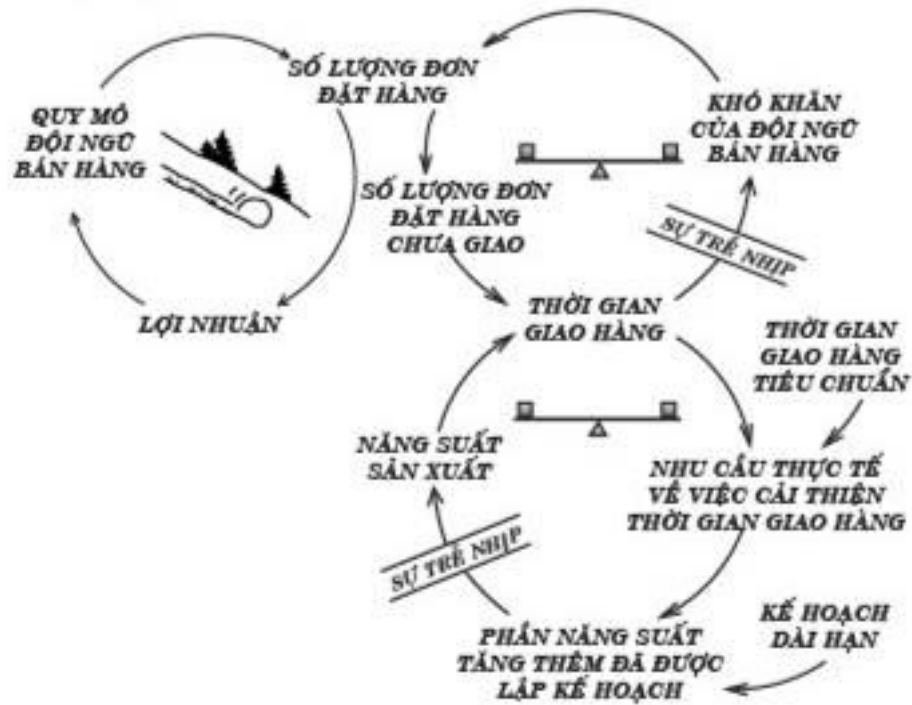 SỐ LƯỢNG ĐƠN
ĐẶT HÀNG
QUY MÔ
ĐỘI NGŨ
BÁN HÀNG
KHÓ KHĂN
CỦA ĐỘI NGŨ
BÁN HÀNG
SỐ LƯỢNG ĐƠN
ĐẶT HÀNG
CHƯA GIAO
SỰ TRỄ NHỊP
LỢI NHUẬN
THỜI GIAN
GIAO HÀNG
THỜI GIAN
GIAO HÀNG
TIÊU CHUẨN
NĂNG SUẤT
SẢN XUẤT
NHU CẦU THỰC TẾ
VỀ VIỆC CẢI THIỆN
THỜI GIAN GIAO HÀNG
SỰ TRỄ NHỊP
PHẦN NĂNG SUẤT
TĂNG THÊM ĐÃ ĐƯỢC
LẬP KẾ HOẠCH
KẾ HOẠCH
DÀI HẠN